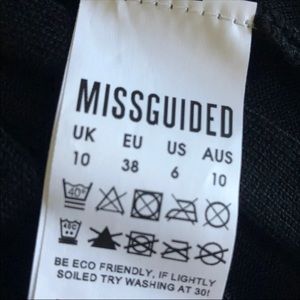 MISSGUIDED
UK EU US AUS
10 38 6 10
40°
BE ECO FRIENDLY, IF LIGHTLY
SOILED TRY WASHING AT 30!